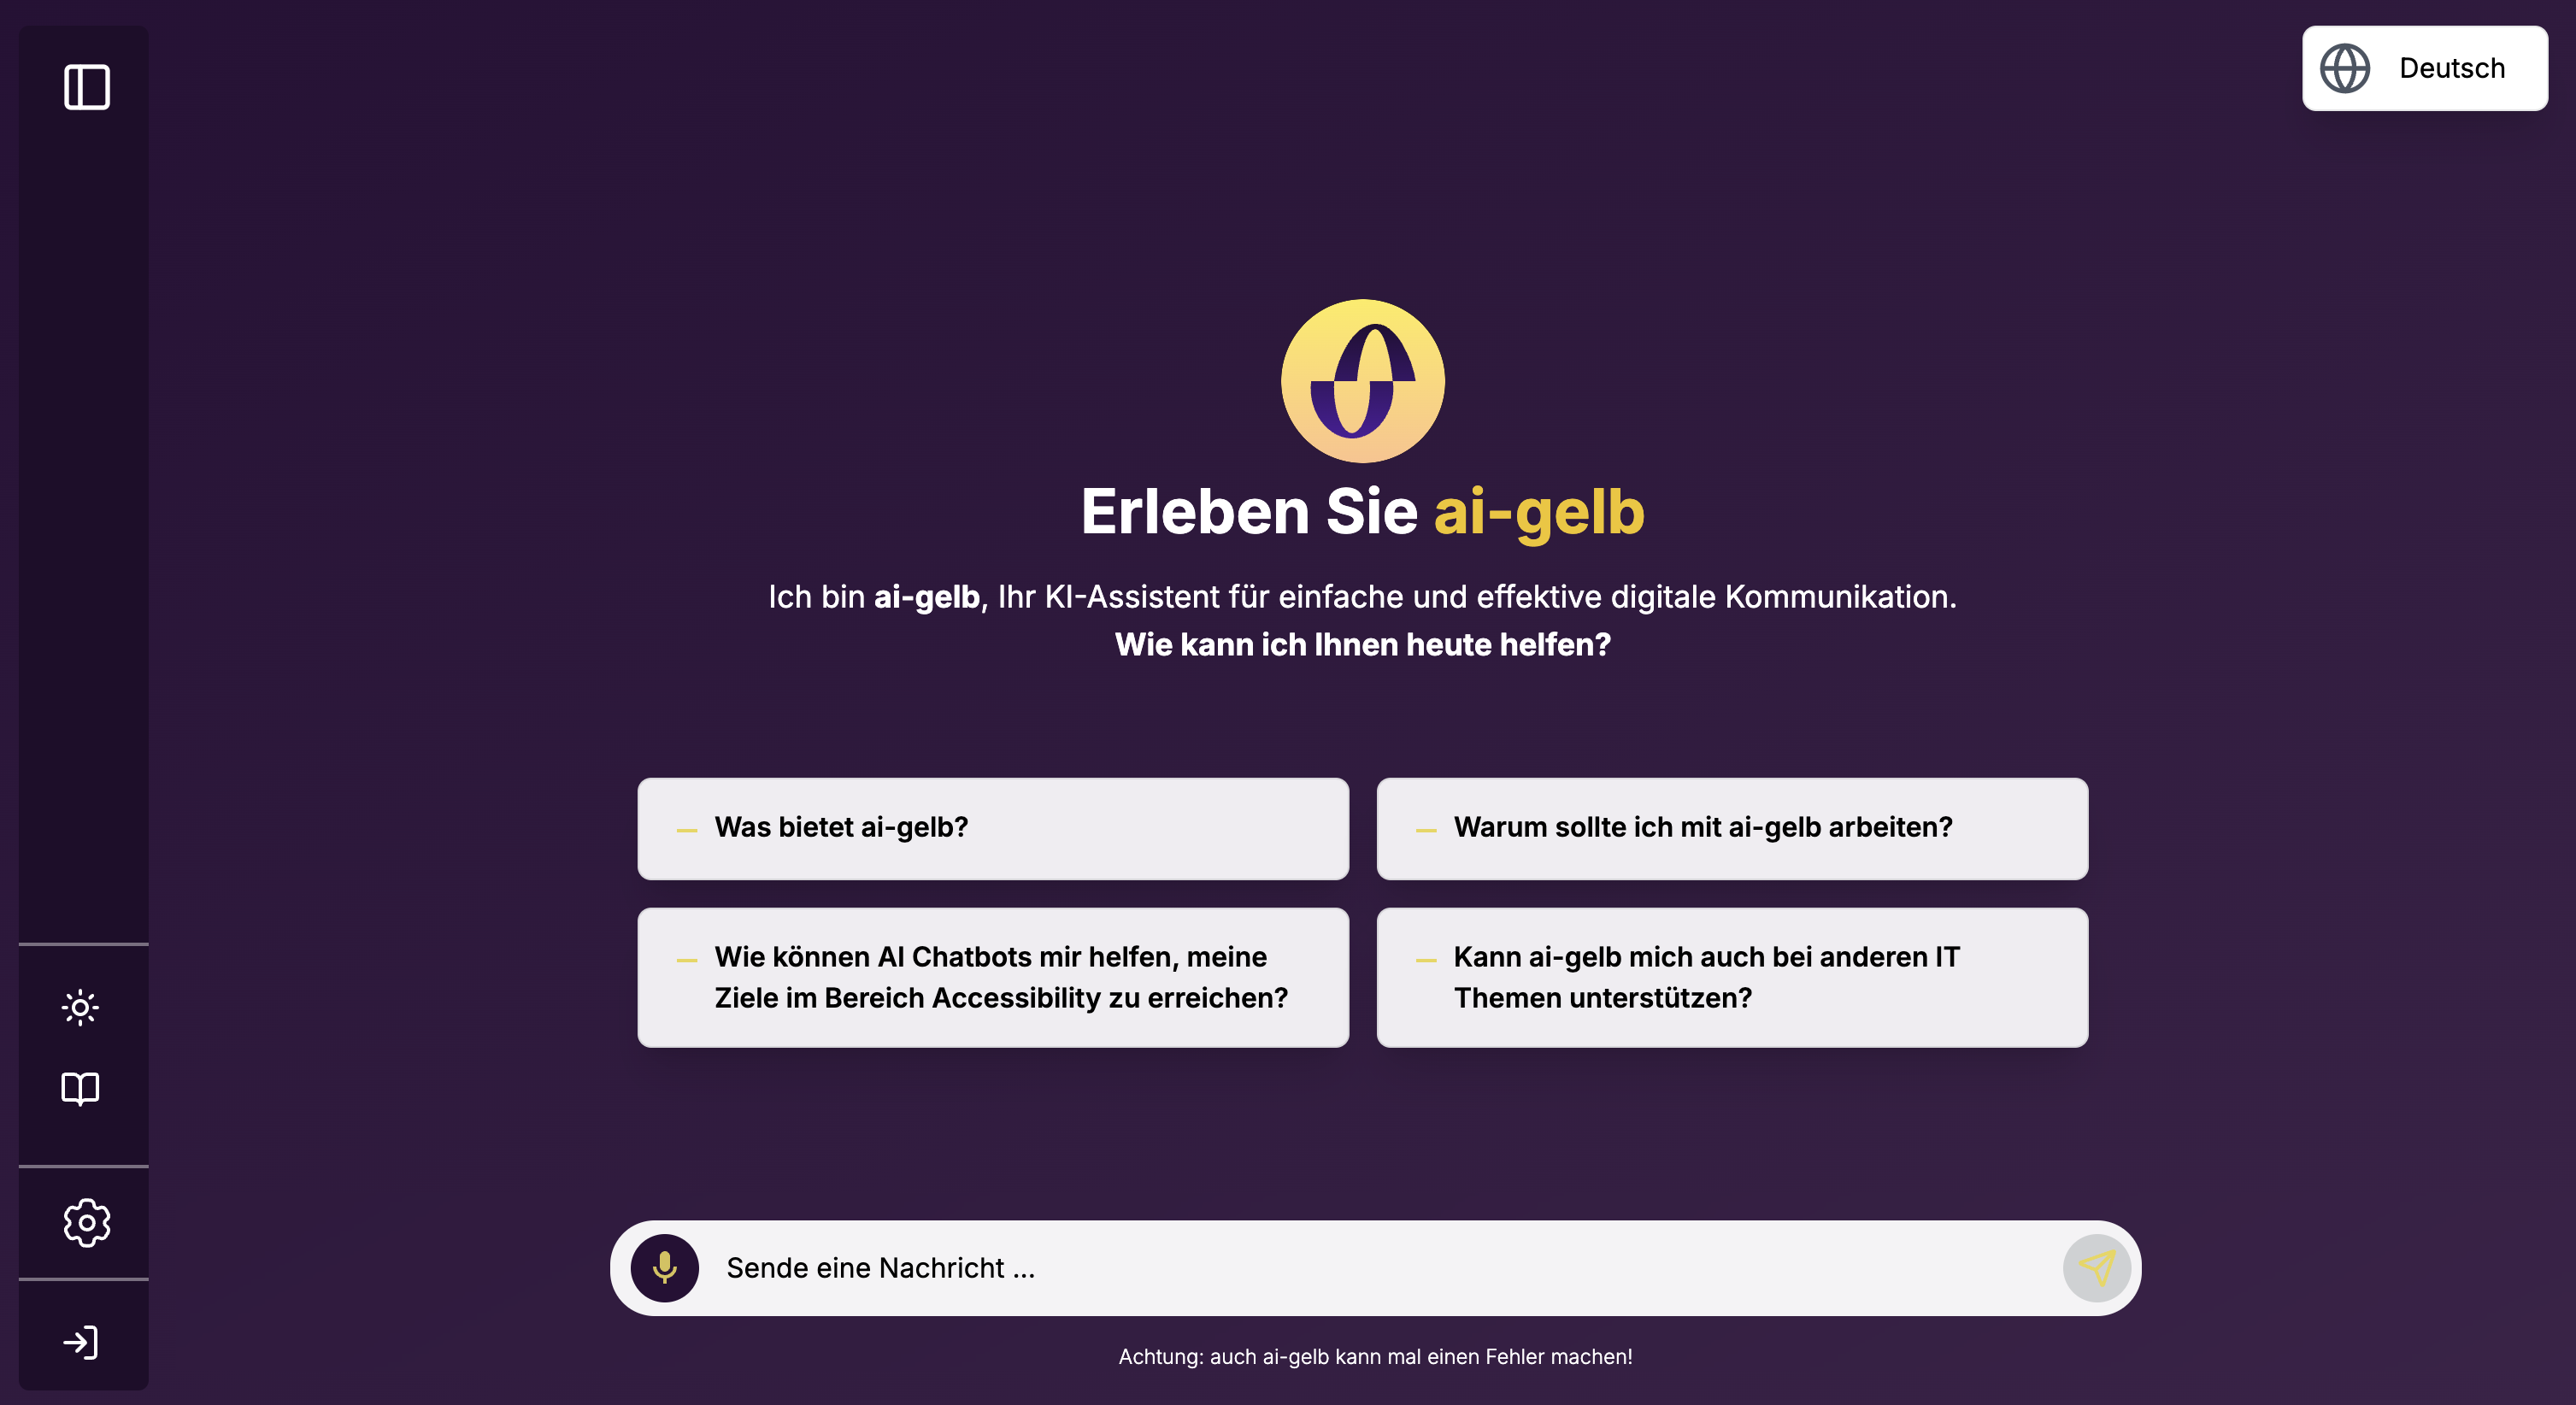 Deutsch
Erleben Sie ai-gelb
Ich bin ai-gelb, Ihr KI-Assistent für einfache und effektive digitale Kommunikation.
Wie kann ich Ihnen heute helfen?
Was bietet ai-gelb?
Warum sollte ich mit ai-gelb arbeiten?
Wie können AI Chatbots mir helfen, meine
Ziele im Bereich Accessibility zu erreichen?
Kann ai-gelb mich auch bei anderen IT
Themen unterstützen?
Sende eine Nachricht ...
Achtung: auch ai-gelb kann mal einen Fehler machen!